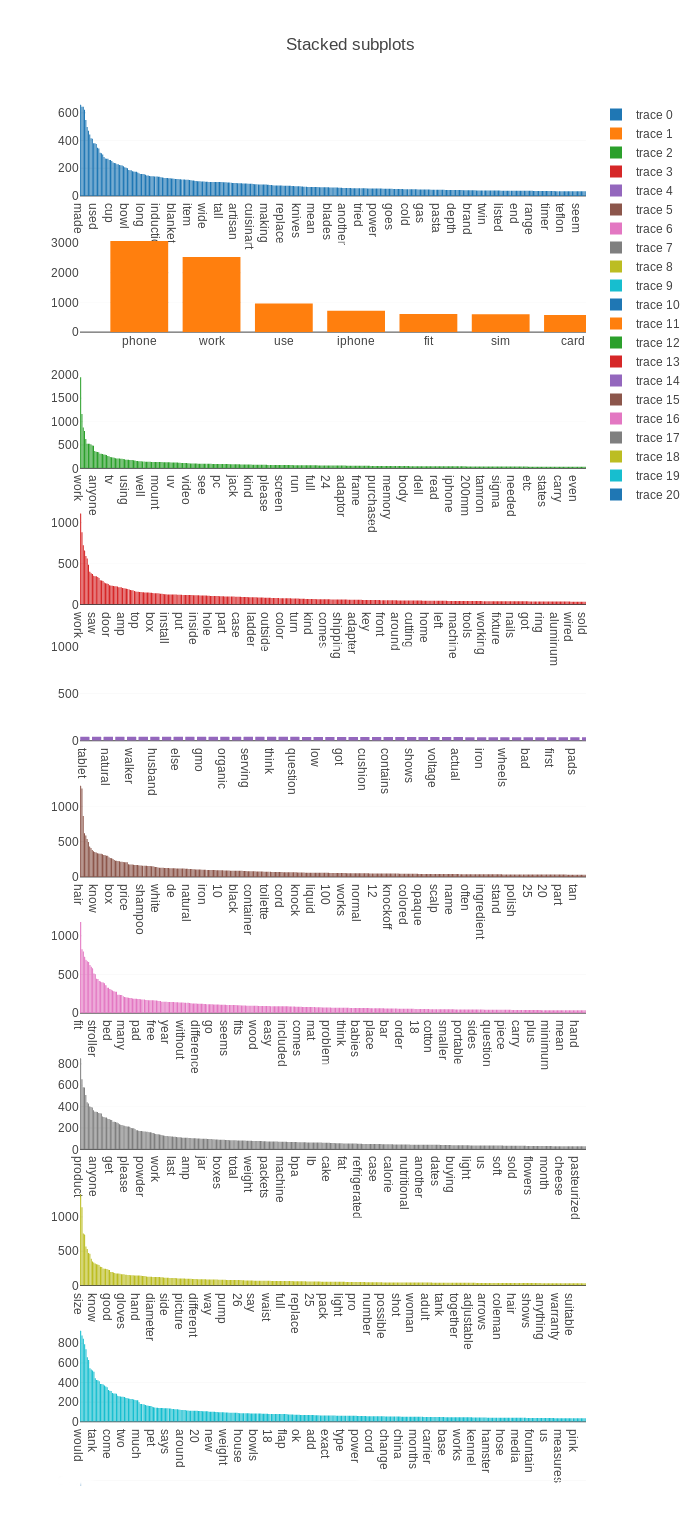 Stacked subplots
600
400
200
0
made used cup bowl long blanket item wide tall artisan cuisinart making replace knives mean blades another tried power goes cold gas pasta depth brand twin listed end range timer teflon seem
3000
2000
1000
0
phone work use iphone fit sim card
2000
1500
1000
500
0
work anyone tv using well mount uv video see pc jack kind please screen run full 24 adaptor frame purchased memory body dell read iphone 200mm tamron sigma needed etc states carry even
1000
500
0
work saw door amp top box install put inside hole part case ladder outside color turn kind comes shipping adapter key front around cutting home left machine tools working fixture nails got ring aluminum wired sold
1000
500
0
tablet natural walker husband else gmo organic serving think question low got cushion contains shows voltage actual iron wheels bad first pads
1000
500
0
hair know box price shampoo white de natural iron 10 black container toilette cord knock liquid 100 works normal 12 knockoff colored opaque scalp name often ingredient stand polish 25 20 part tan
1000
500
0
fit stroller bed many pad free year without difference go seems fits wood easy included comes mat problem think babies place bar order 18 cotton smaller portable sides question piece carry plus minimum mean hand
800
600
400
200
0
product anyone get please powder work last amp jar boxes total weight packets machine bpa lb cake fat refrigerated case calorie nutritional another dates buying light us soft sold flowers month cheese pasteurized
1000
500
0
size know good gloves hand diameter side picture different way pump 26 say waist full replace 25 pack light pro number possible shot woman adult tank together adjustable arrows coleman hair shows anything warranty suitable
800
600
400
200
0
would tank come two much pet says around 20 new weight house bowls 18 flap ok add exact type power cord change china months carrier base works kennel hamster hose media fountain us measures pink
trace 0
trace 1
trace 2
trace 3
trace 4
trace 5
trace 6
trace 7
trace 8
trace 9
trace 10
trace 11
trace 12
trace 13
trace 14
trace 15
trace 16
trace 17
trace 18
trace 19
trace 20